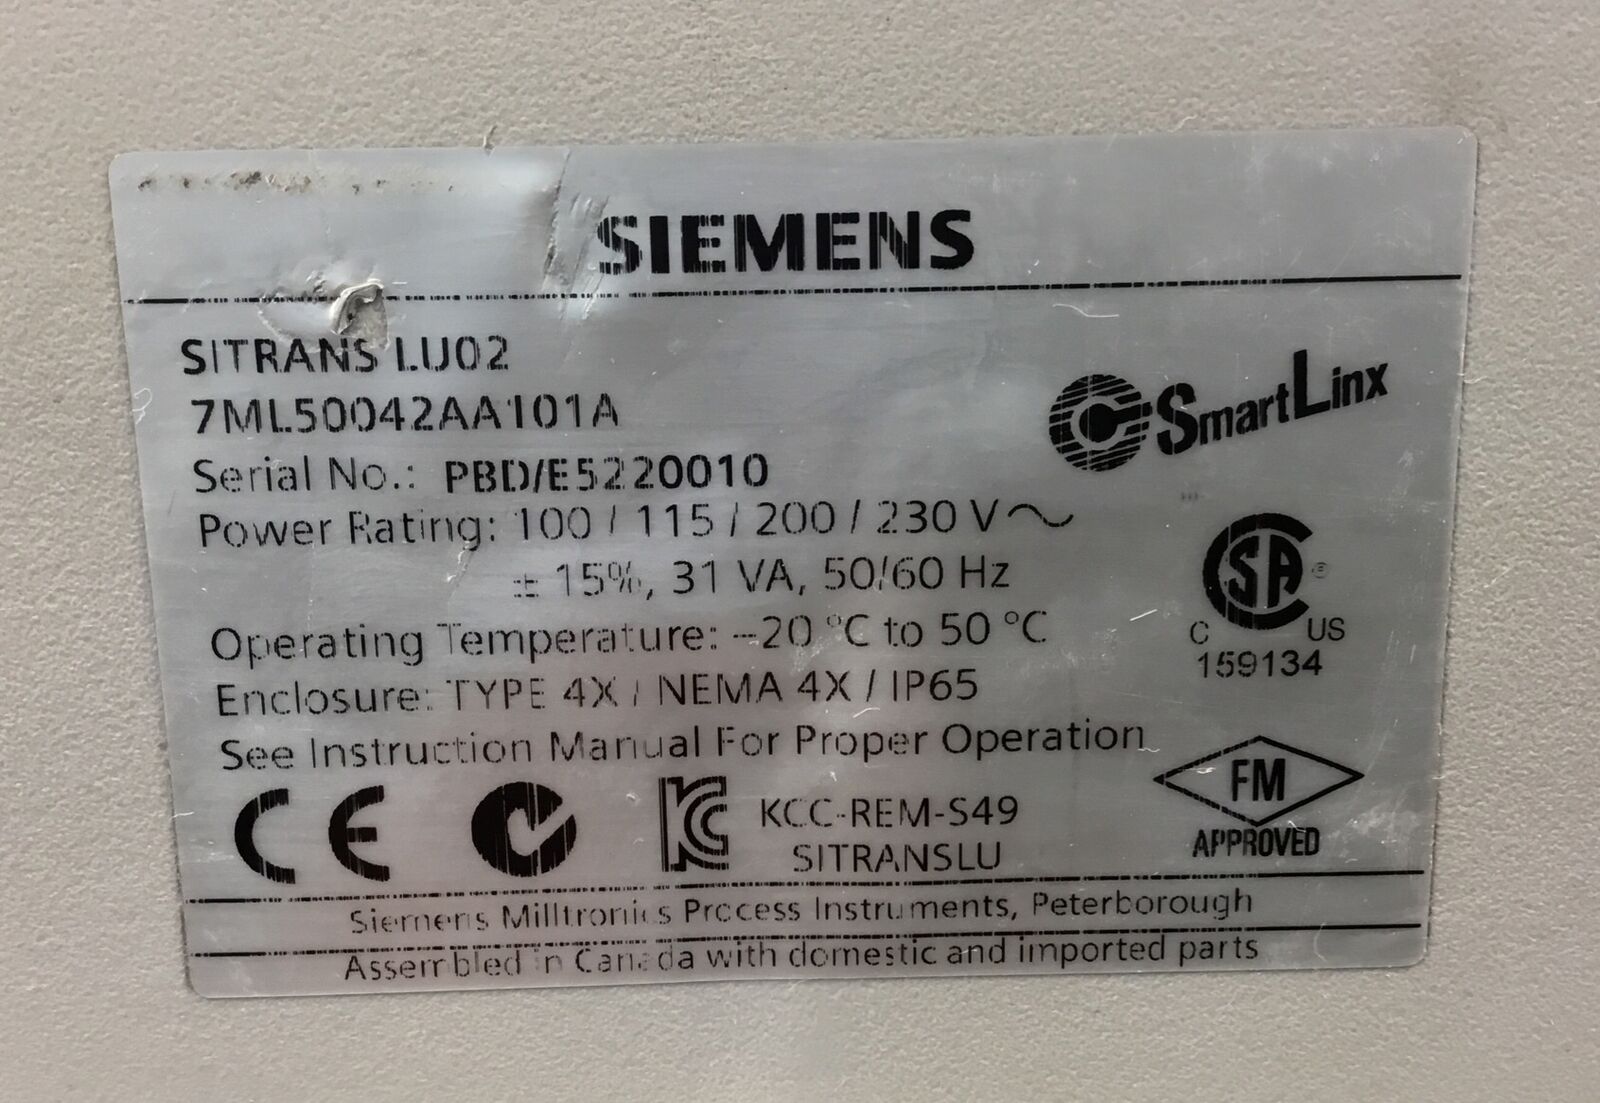 SIEMENS
SITRANS LU02
7ML50042AA101A
SmartLinx
Serial No.: PBD/E5220010
Power Rating: 100 / 115 / 200 / 230 V ~
± 15%, 31 VA, 50/60 Hz
SA ®
Operating Temperature: –20 °C to 50 °C
C US
159134
Enclosure: TYPE 4X / NEMA 4X / IP65
See Instruction Manual For Proper Operation
FM
APPROVED
CE
KC
KCC-REM-S49
SITRANSLU
Siemens Milltronics Process Instruments, Peterborough
Assembled in Canada with domestic and imported parts